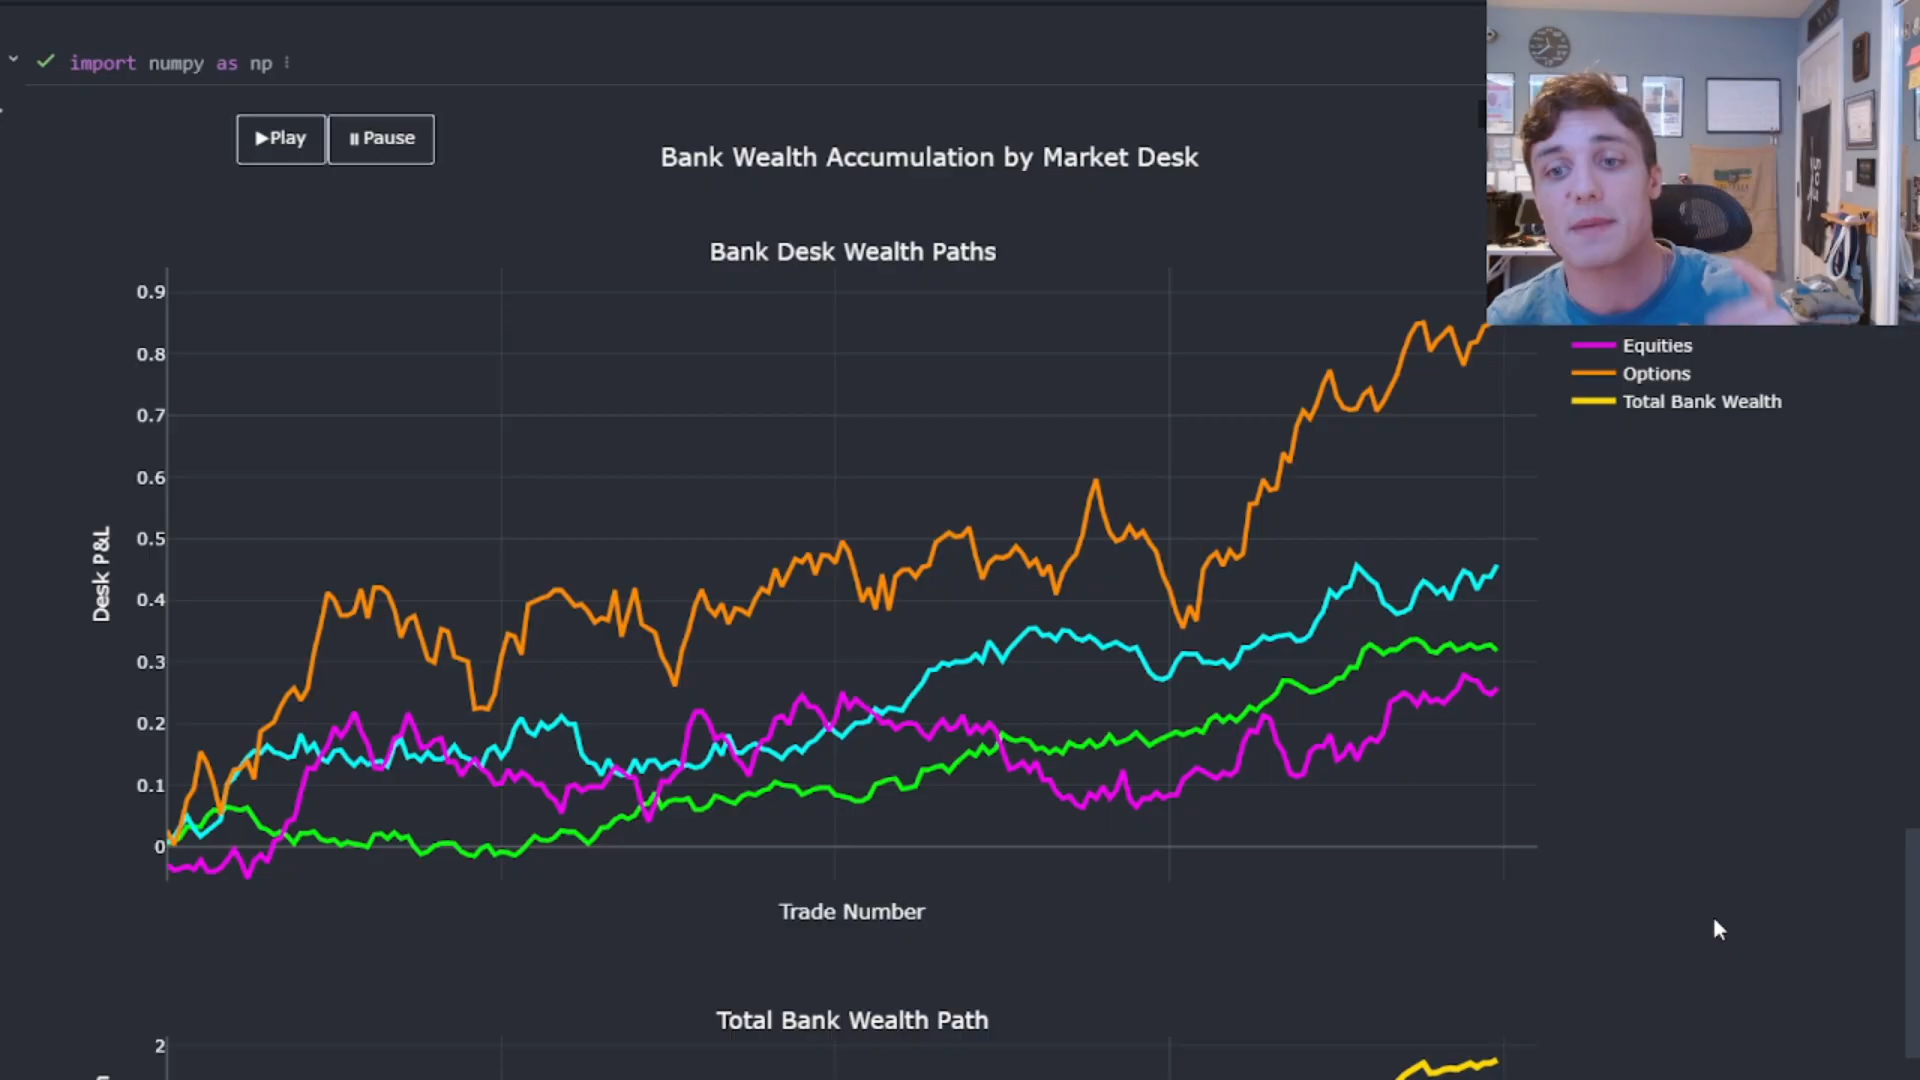 import numpy as np
▶Play
⏸Pause
Bank Wealth Accumulation by Market Desk
Bank Desk Wealth Paths
0.9
0.8
0.7
0.6
0.5
0.4
0.3
0.2
0.1
0
Desk P&L
Equities
Options
Total Bank Wealth
Trade Number
Total Bank Wealth Path
2